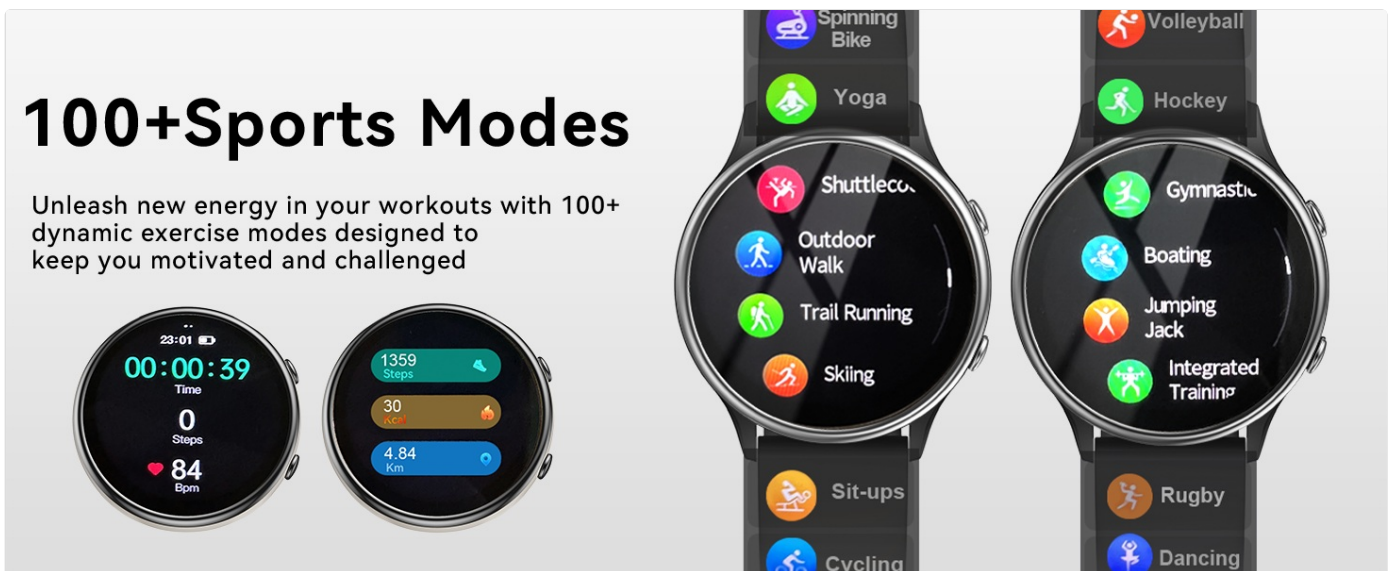 100+Sports Modes
Unleash new energy in your workouts with 100+
dynamic exercise modes designed to
keep you motivated and challenged
23:01
00:00:39
Time
0
Steps
84
Bpm
1359
Steps
30
Kcal
4.84
Km
Spinning
Bike
Yoga
Outdoor
Walk
Trail Running
Skiing
Sit-ups
Cycling
Volleyball
Hockey
Boating
Jumping
Jack
Integrated
Training
Rugby
Dancing